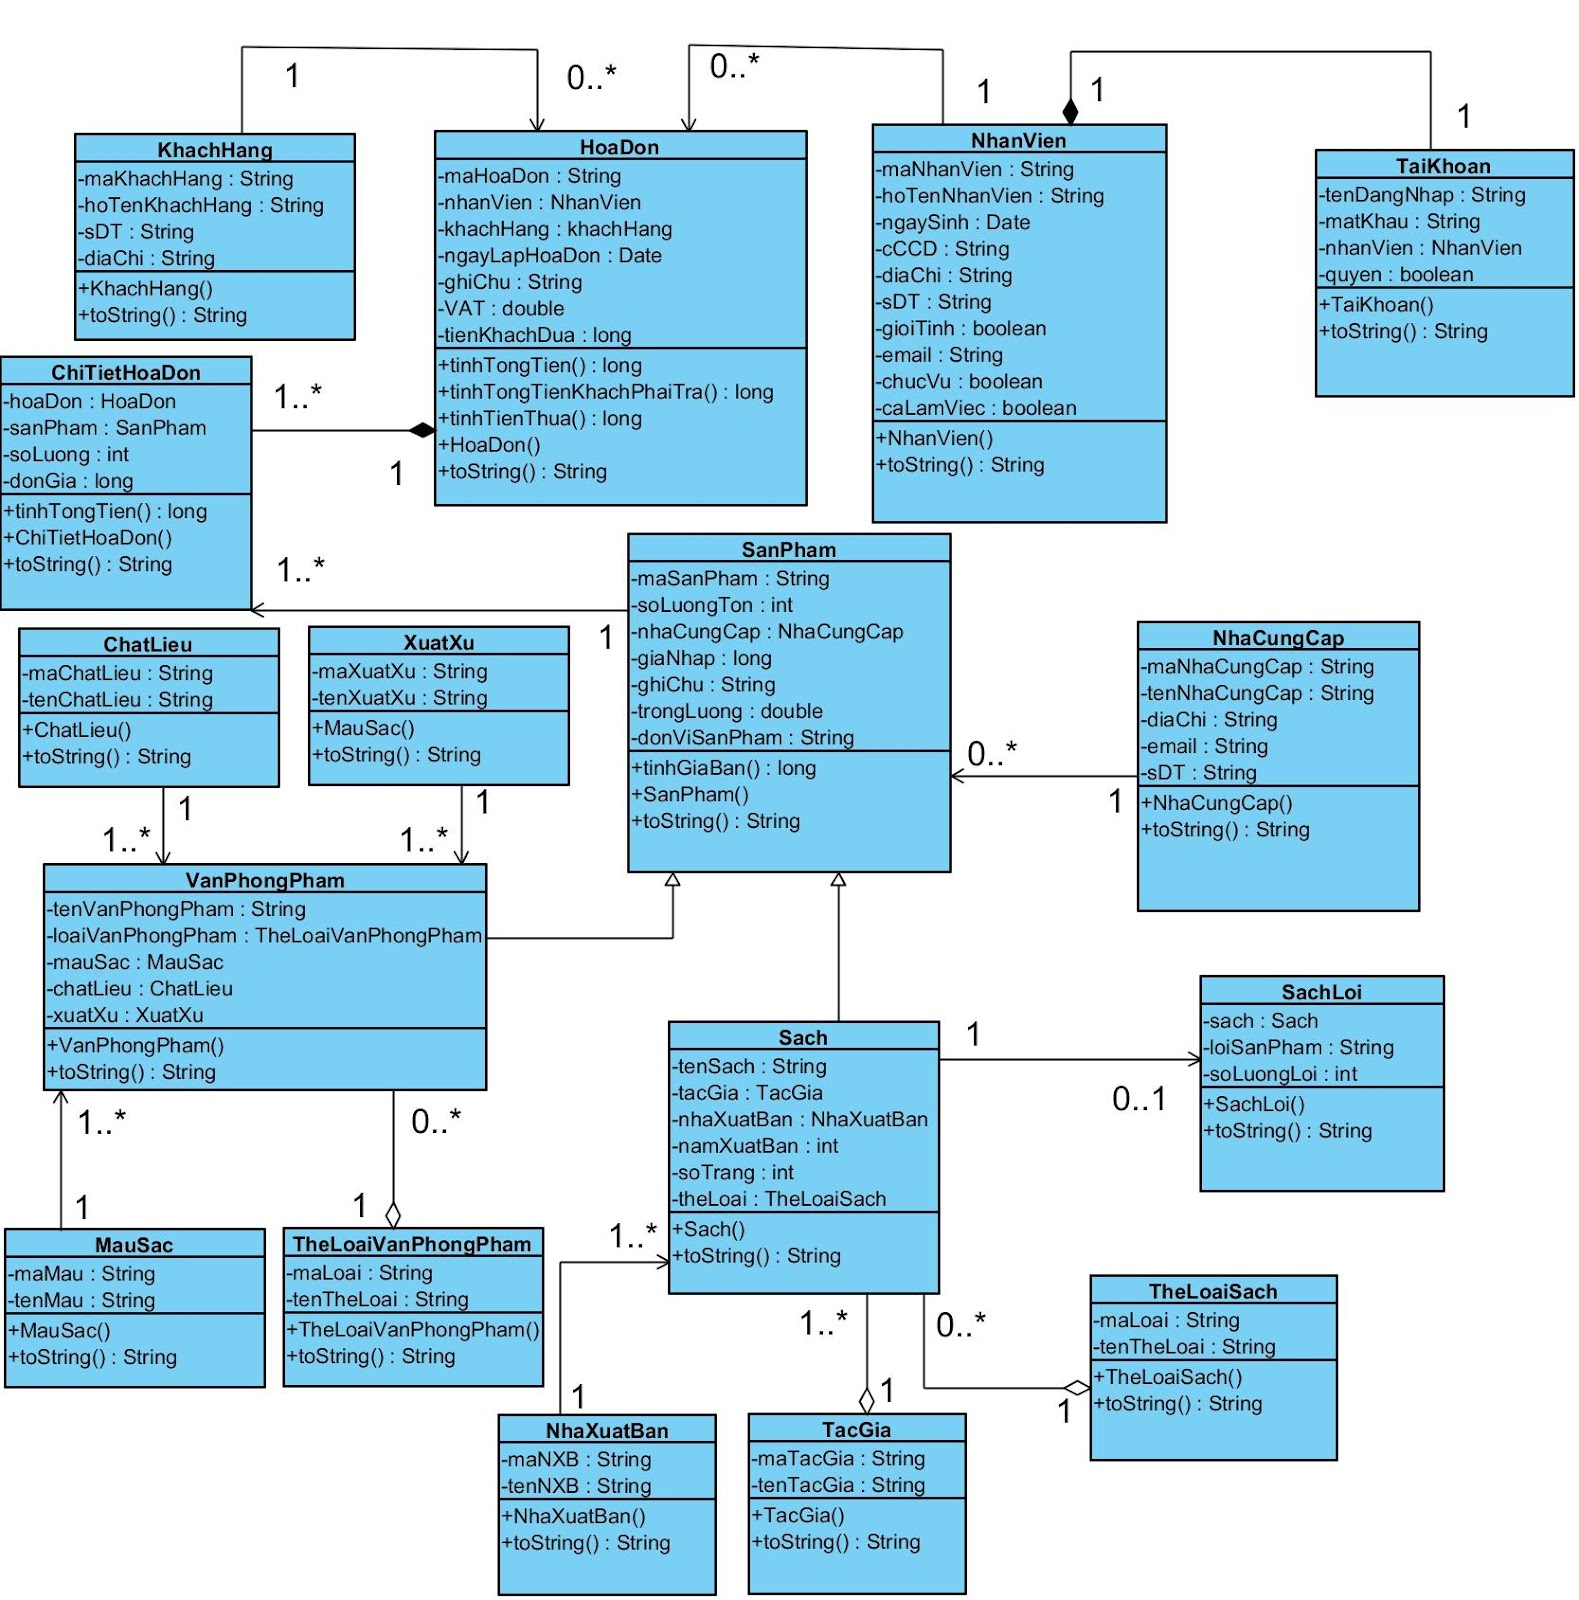 1
0..*
0..*
1
1
1
KhachHang
-maKhachHang : String
-hoTenKhachHang : String
-sDT : String
-diaChi : String
+KhachHang()
+toString() : String
HoaDon
-maHoaDon : String
-nhanVien : NhanVien
-khachHang : khachHang
-ngayLapHoaDon : Date
-ghiChu : String
-VAT : double
-tienKhachDua : long
+tinhTongTien() : long
+tinhTongTienKhachPhaiTra() : long
+tinhTienThua() : long
+HoaDon()
+toString() : String
NhanVien
-maNhanVien : String
-hoTenNhanVien : String
-ngaySinh : Date
-cCCD : String
-diaChi : String
-sDT : String
-gioiTinh : boolean
-email : String
-chucVu : boolean
-caLamViec : boolean
+NhanVien()
+toString() : String
TaiKhoan
-tenDangNhap : String
-matKhau : String
-nhanVien : NhanVien
-quyen : boolean
+TaiKhoan()
+toString() : String
ChiTietHoaDon
-hoaDon : HoaDon
-sanPham : SanPham
-soLuong : int
-donGia : long
+tinhTongTien() : long
+ChiTietHoaDon()
+toString() : String
1..*
1
1..*
1
SanPham
-maSanPham : String
-soLuongTon : int
-nhaCungCap : NhaCungCap
-giaNhap : long
-ghiChu : String
-trongLuong : double
-donViSanPham : String
+tinhGiaBan() : long
+SanPham()
+toString() : String
ChatLieu
-maChatLieu : String
-tenChatLieu : String
+ChatLieu()
+toString() : String
XuatXu
-maXuatXu : String
-tenXuatXu : String
+MauSac()
+toString() : String
NhaCungCap
-maNhaCungCap : String
-tenNhaCungCap : String
-diaChi : String
-email : String
-sDT : String
+NhaCungCap()
+toString() : String
0..*
1
1
1..*
1
1..*
VanPhongPham
-tenVanPhongPham : String
-loaiVanPhongPham : TheLoaiVanPhongPham
-mauSac : MauSac
-chatLieu : ChatLieu
-xuatXu : XuatXu
+VanPhongPham()
+toString() : String
Sach
-tenSach : String
-tacGia : TacGia
-nhaXuatBan : NhaXuatBan
-namXuatBan : int
-soTrang : int
-theLoai : TheLoaiSach
+Sach()
+toString() : String
SachLoi
-sach : Sach
-loiSanPham : String
-soLuongLoi : int
+SachLoi()
+toString() : String
1
0..1
1..*
0..*
1
1
MauSac
-maMau : String
-tenMau : String
+MauSac()
+toString() : String
TheLoaiVanPhongPham
-maLoai : String
-tenTheLoai : String
+TheLoaiVanPhongPham()
+toString() : String
1..*
1
1..*
1
0..*
1
TheLoaiSach
-maLoai : String
-tenTheLoai : String
+TheLoaiSach()
+toString() : String
NhaXuatBan
-maNXB : String
-tenNXB : String
+NhaXuatBan()
+toString() : String
TacGia
-maTacGia : String
-tenTacGia : String
+TacGia()
+toString() : String